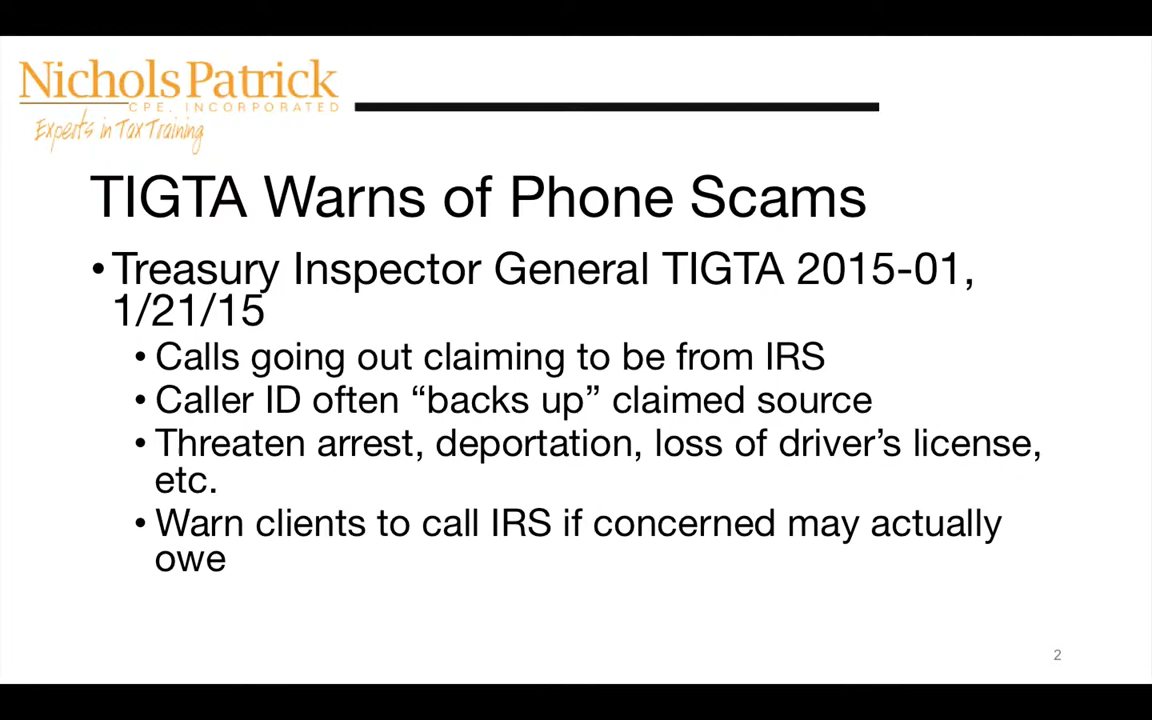 Nichols Patrick
CPE, INCORPORATED
Experts in Tax Training
TIGTA Warns of Phone Scams
• Treasury Inspector General TIGTA 2015-01,
1/21/15
• Calls going out claiming to be from IRS
• Caller ID often “backs up” claimed source
• Threaten arrest, deportation, loss of driver’s license,
etc.
• Warn clients to call IRS if concerned may actually
owe
2